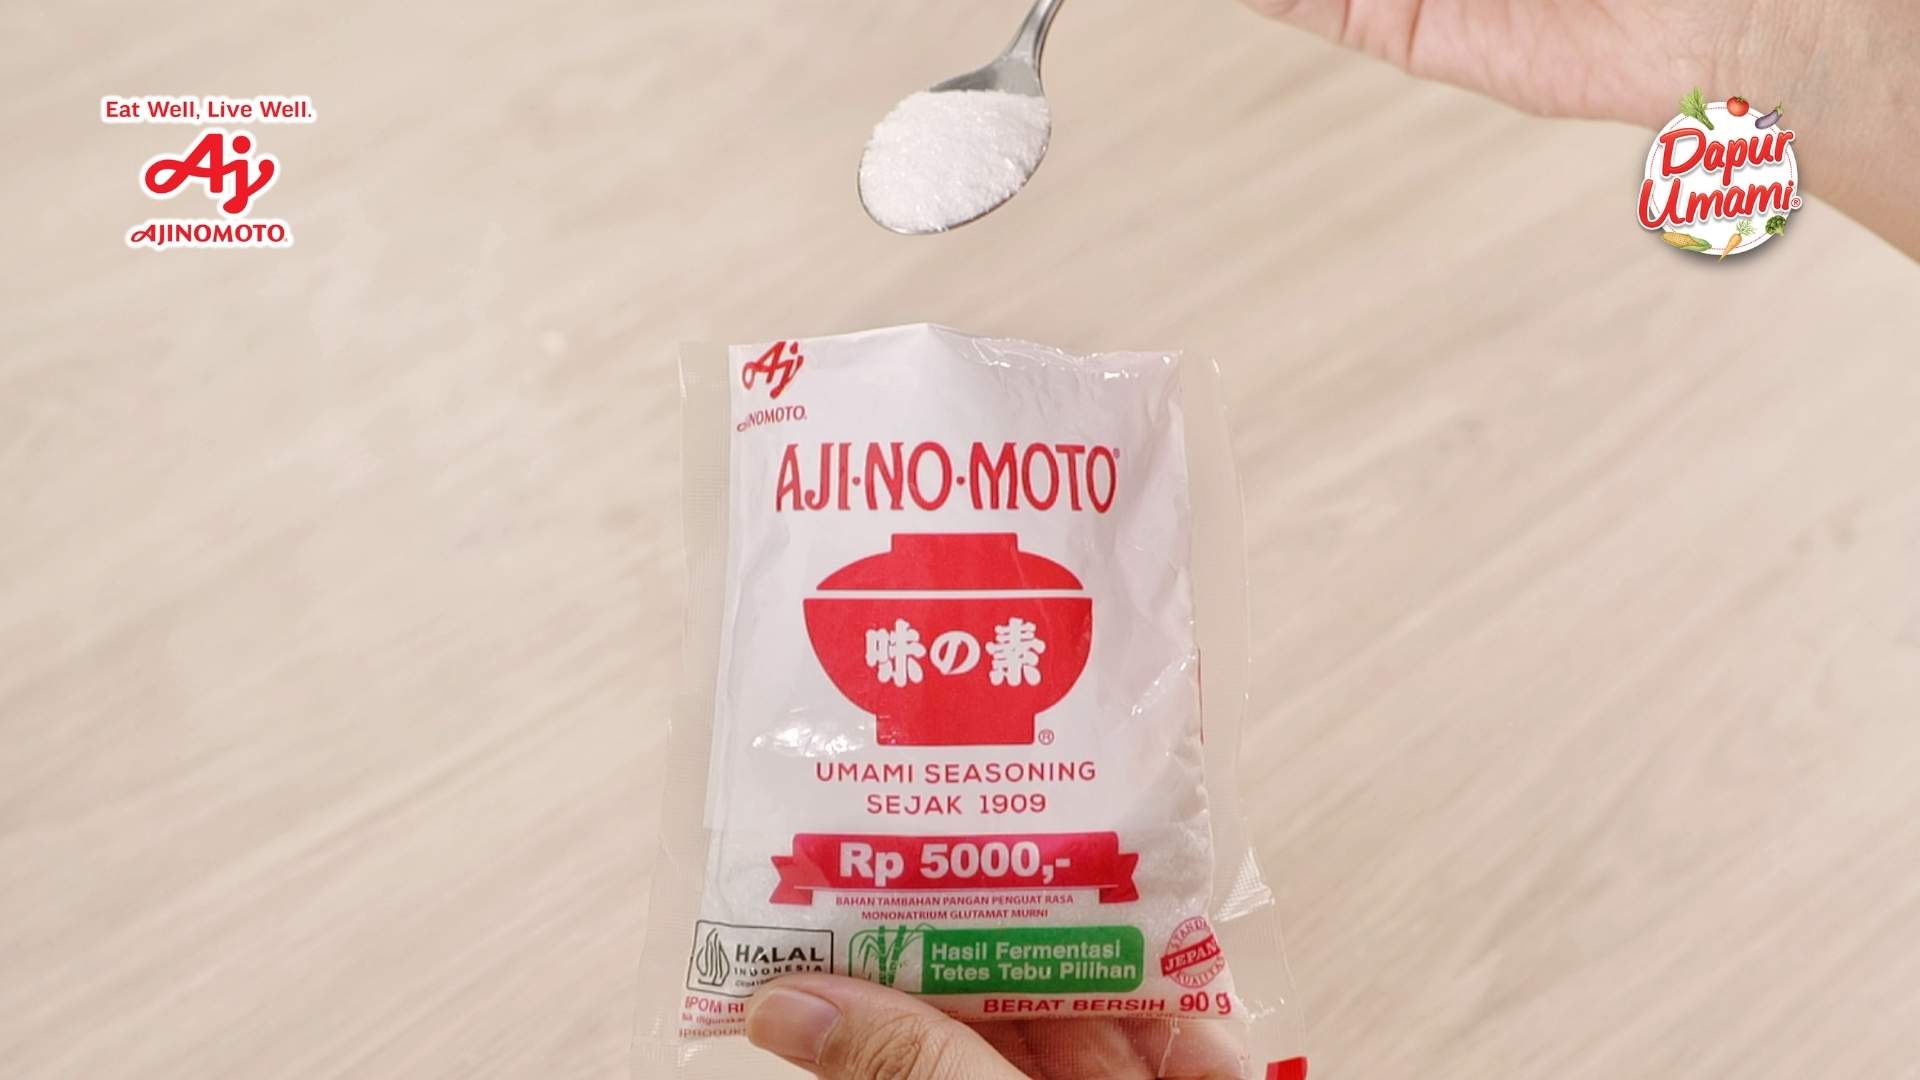 Eat Well, Live Well.
Aj
AJINOMOTO
Dapur
Umami®
Aj
AJINOMOTO
AJI-NO-MOTO®
味の素
®
UMAMI SEASONING
SEJAK 1909
Rp 5000,-
BAHAN TAMBAHAN PANGAN PENGUAT RASA
MONONATRIUM GLUTAMAT MURNI
HALAL
INDONESIA
Hasil Fermentasi
Tetes Tebu Pilihan
JEPANG
BPOM RI
BERAT BERSIH 90 g